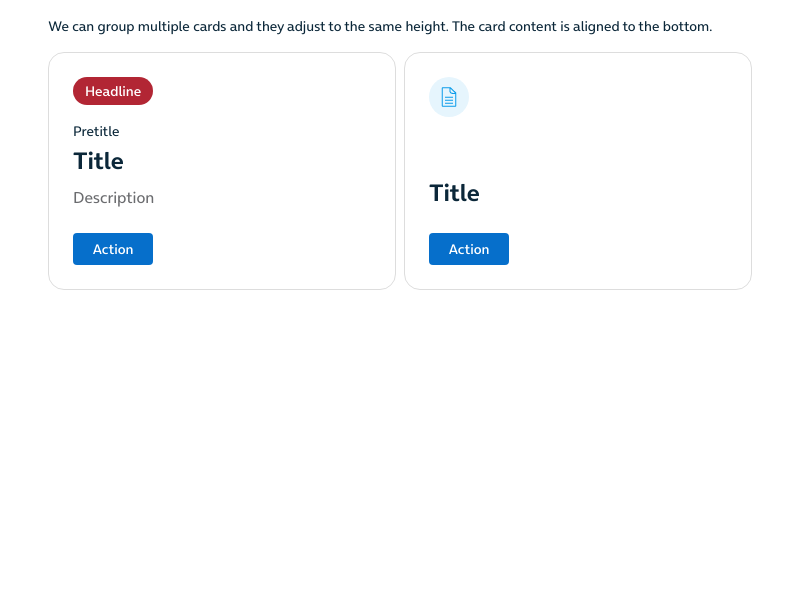 We can group multiple cards and they adjust to the same height. The card content is aligned to the bottom.
Headline
Pretitle
Title
Description
Action
Title
Action